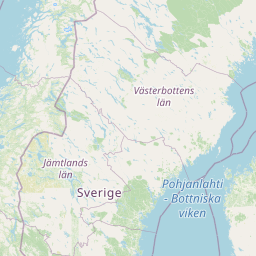 Västerbottens
län
Jämtlands
län
Pohjanlahti
- Bottniska
viken
Sverige